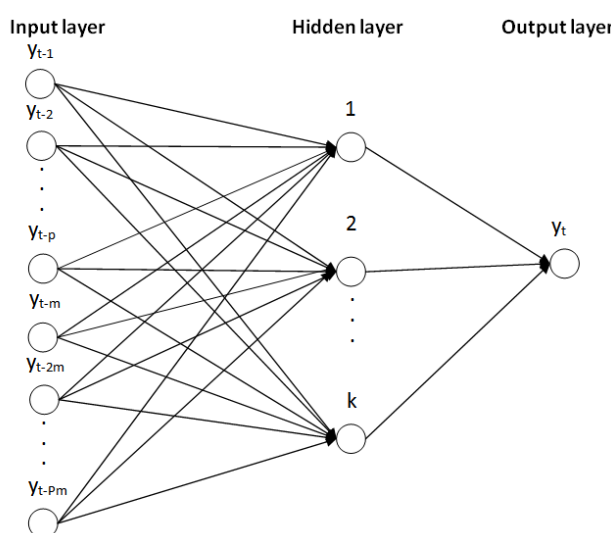 Input layer
Hidden layer
Output layer
yt-1
yt-2
.
.
.
yt-p
yt-m
yt-2m
.
.
.
yt-Pm
1
2
.
.
.
k
yt